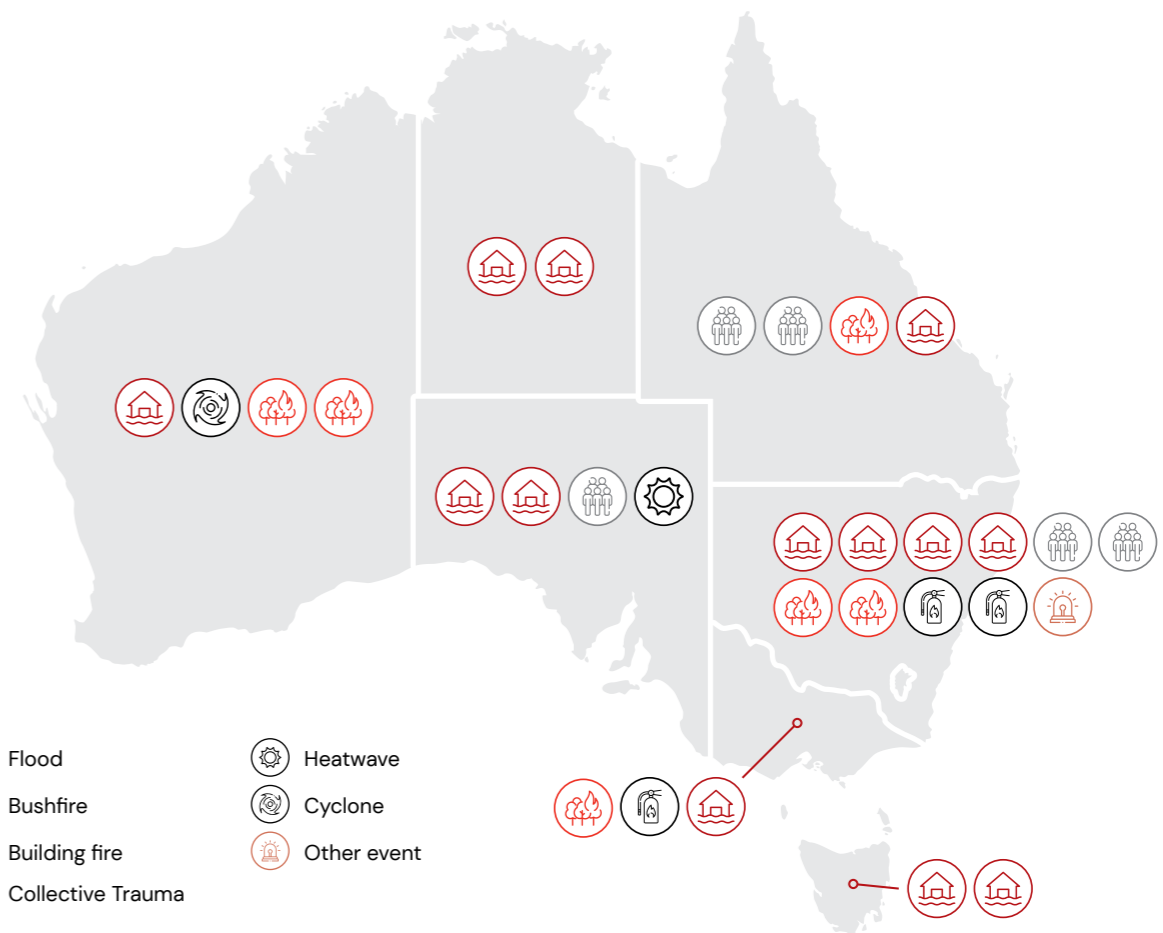 Flood
Heatwave
Bushfire
Cyclone
Building fire
Other event
Collective Trauma